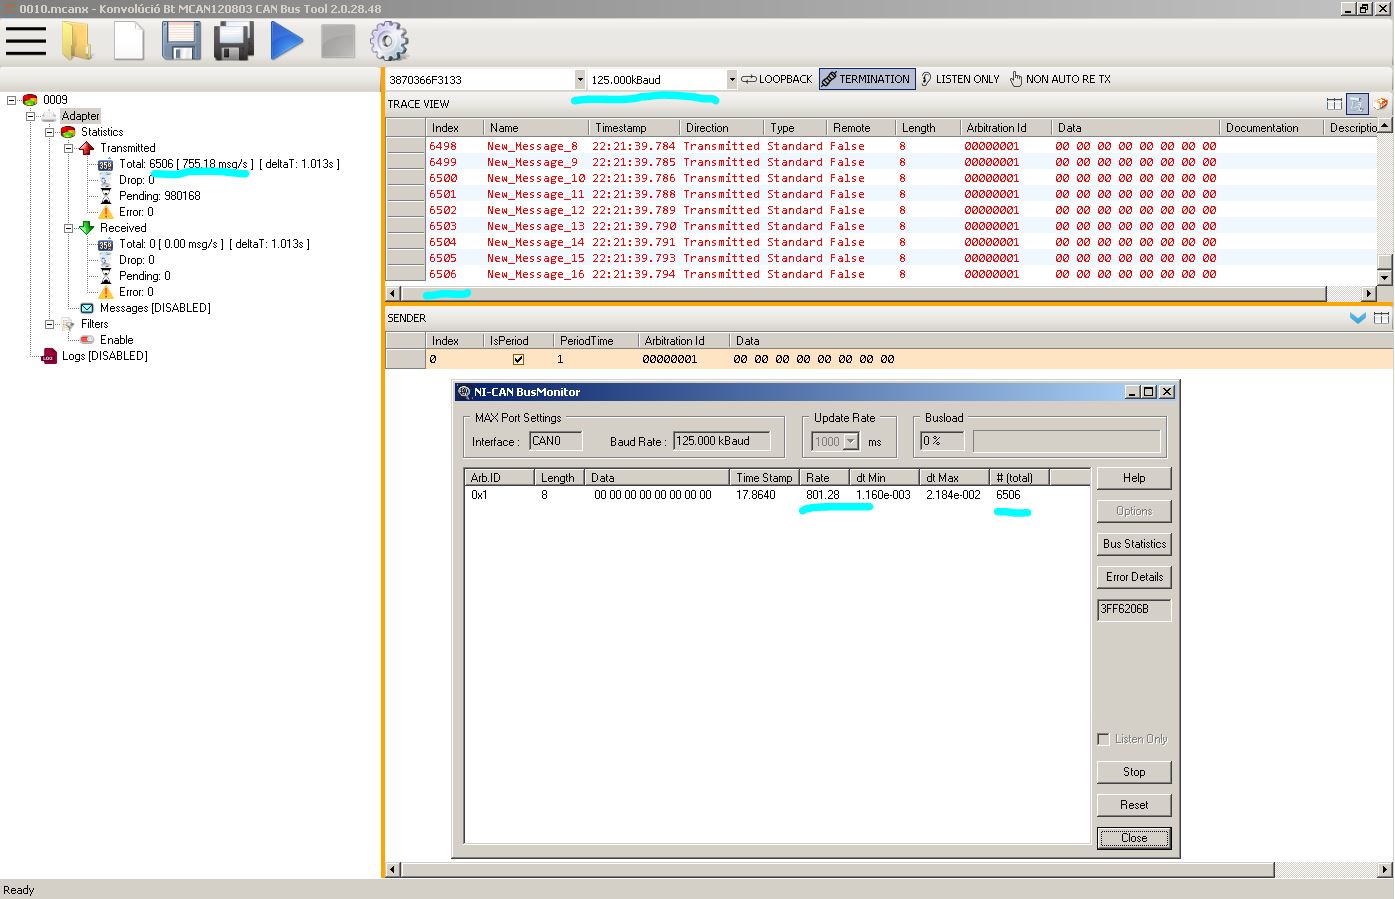 0010.mcanx - Konvolúció Bt MCAN120803 CAN Bus Tool 2.0.28.48
3870366F3133 125.000kBaud LOOPBACK TERMINATION LISTEN ONLY NON AUTO RE TX
0009
Adapter
Statistics
Transmitted
Total: 6506 [ 755.18 msg/s ] [ deltaT: 1.013s ]
Drop: 0
Pending: 980168
Error: 0
Received
Total: 0 [ 0.00 msg/s ] [ deltaT: 1.013s ]
Drop: 0
Pending: 0
Error: 0
Messages [DISABLED]
Filters
Enable
Logs [DISABLED]
TRACE VIEW
Index Name Timestamp Direction Type Remote Length Arbitration Id Data Documentation Descriptio
6498 New_Message_8 22:21:39.784 Transmitted Standard False 8 00000001 00 00 00 00 00 00 00 00
6499 New_Message_9 22:21:39.785 Transmitted Standard False 8 00000001 00 00 00 00 00 00 00 00
6500 New_Message_10 22:21:39.786 Transmitted Standard False 8 00000001 00 00 00 00 00 00 00 00
6501 New_Message_11 22:21:39.788 Transmitted Standard False 8 00000001 00 00 00 00 00 00 00 00
6502 New_Message_12 22:21:39.789 Transmitted Standard False 8 00000001 00 00 00 00 00 00 00 00
6503 New_Message_13 22:21:39.790 Transmitted Standard False 8 00000001 00 00 00 00 00 00 00 00
6504 New_Message_14 22:21:39.791 Transmitted Standard False 8 00000001 00 00 00 00 00 00 00 00
6505 New_Message_15 22:21:39.793 Transmitted Standard False 8 00000001 00 00 00 00 00 00 00 00
6506 New_Message_16 22:21:39.794 Transmitted Standard False 8 00000001 00 00 00 00 00 00 00 00
SENDER
Index IsPeriod PeriodTime Arbitration Id Data
0 1 00000001 00 00 00 00 00 00 00 00
NI-CAN BusMonitor
MAX Port Settings Update Rate Busload
Interface : CAN0 Baud Rate : 125.000 kBaud 1000 ms 0 %
Arb.ID Length Data Time Stamp Rate dt Min dt Max # (total)
0x1 8 00 00 00 00 00 00 00 00 17.8640 801.28 1.160e-003 2.184e-002 6506
Help
Options
Bus Statistics
Error Details
3FF6206B
Listen Only
Stop
Reset
Close
Ready